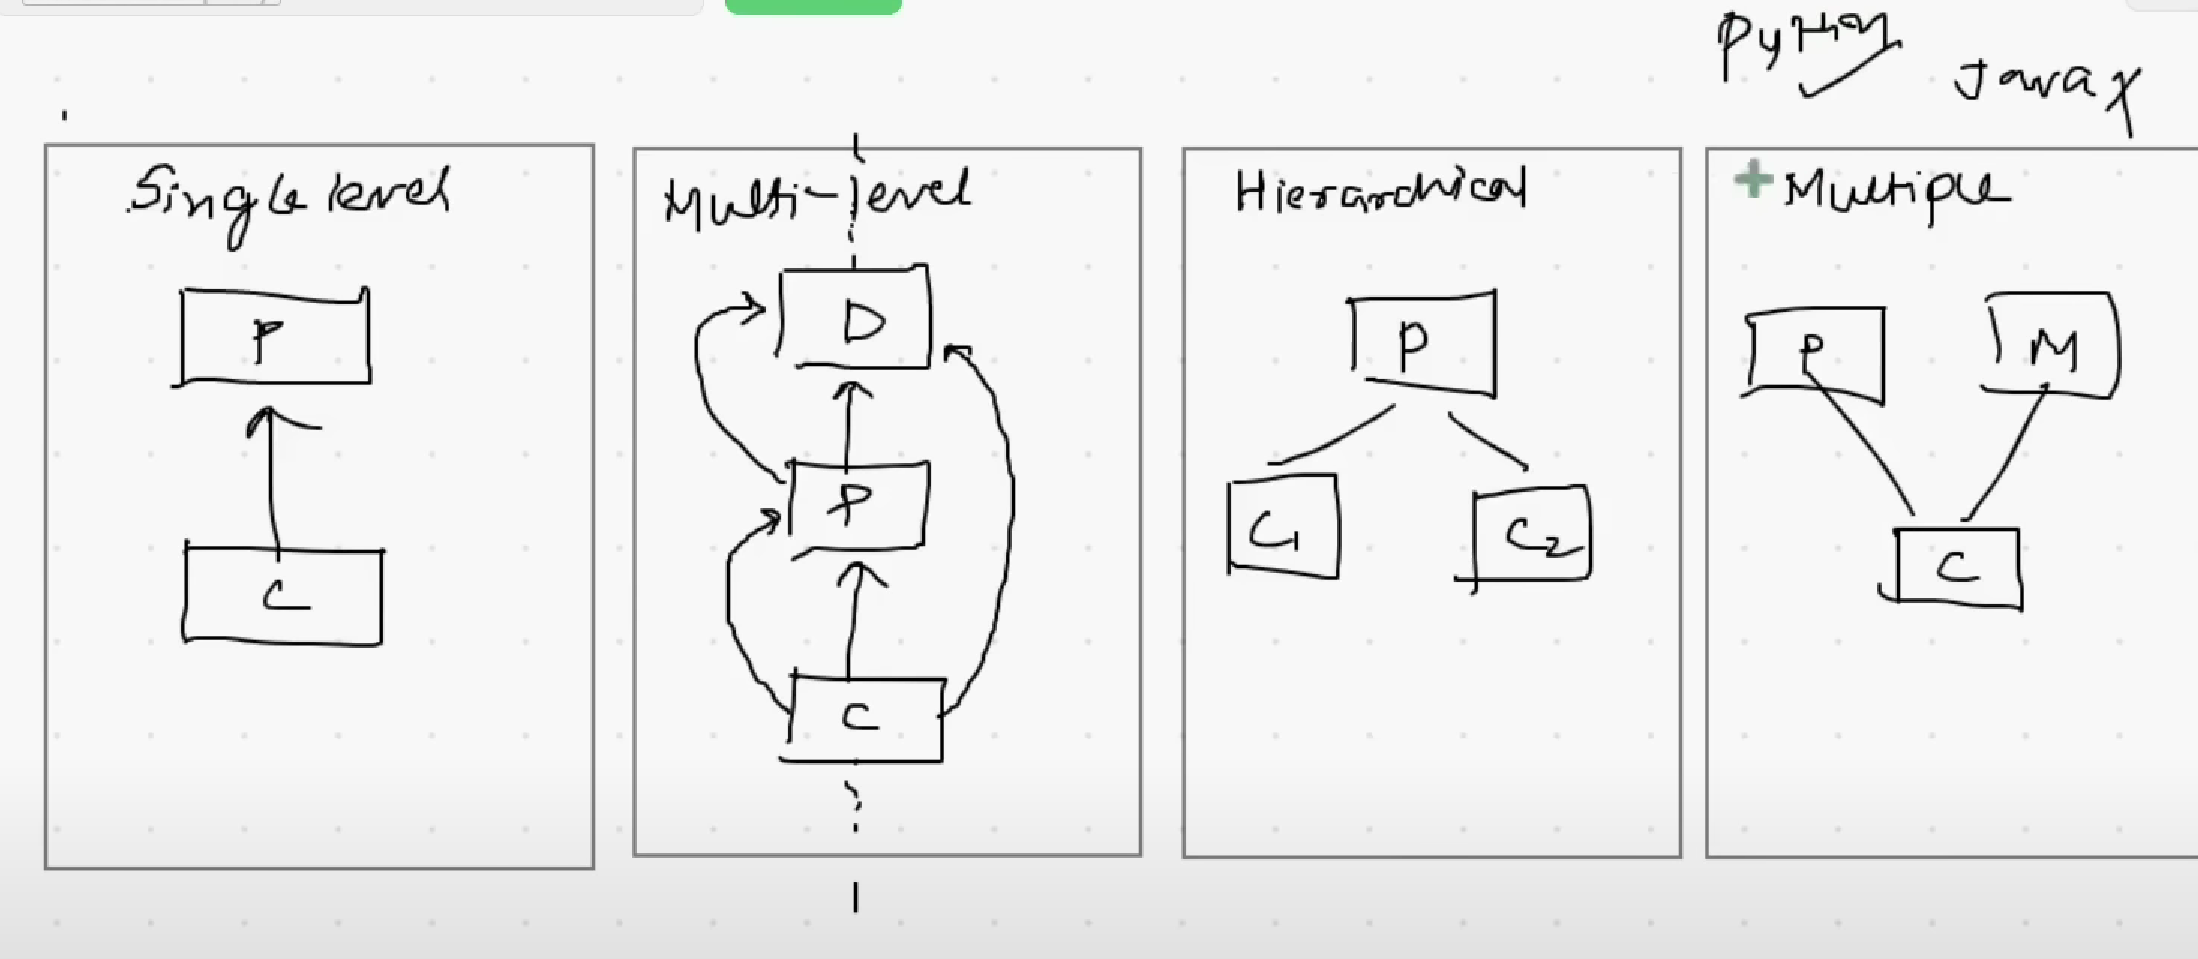 Python ✓
Java x
Single level
P
C
Multi-level
D
P
C
Hierarchical
P
C1
C2
Multiple
P
M
C